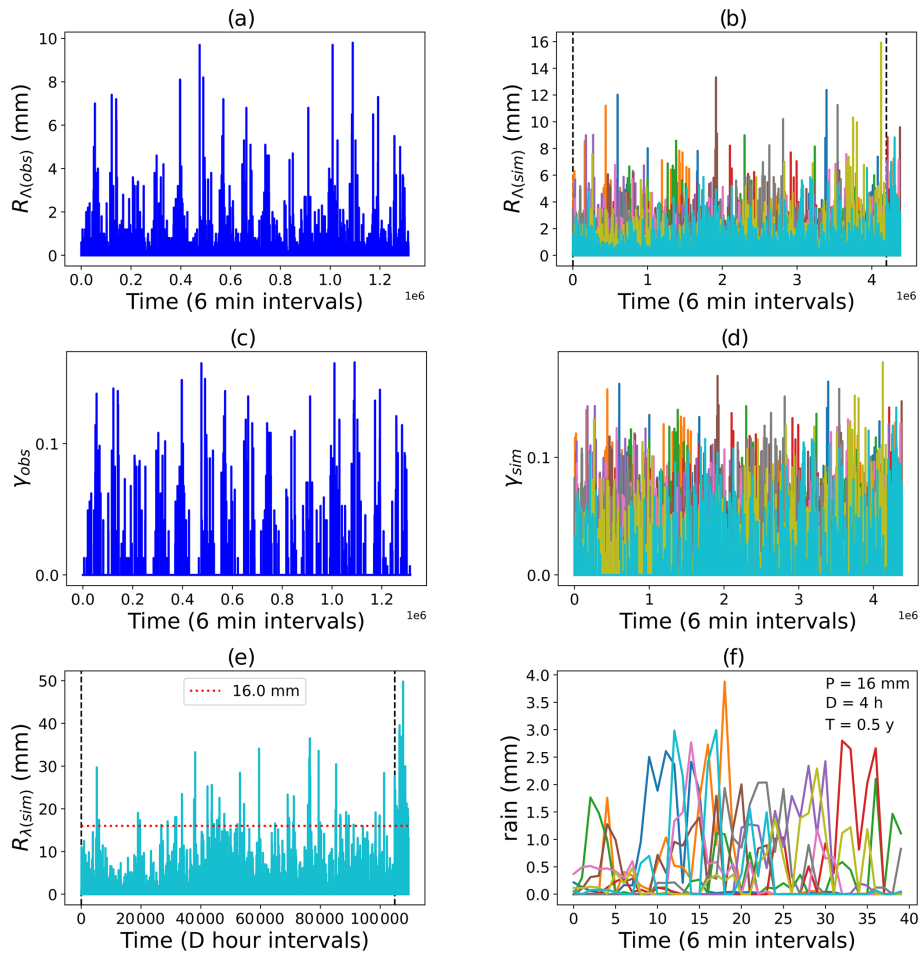 (a)
R_λ(obs) (mm)
10
8
6
4
2
0
0.0 0.2 0.4 0.6 0.8 1.0 1.2
1e6
Time (6 min intervals)
(b)
R_λ(sim) (mm)
16
14
12
10
8
6
4
2
0
0 1 2 3 4
1e6
Time (6 min intervals)
(c)
γ_obs
0.1
0.0
0.0 0.2 0.4 0.6 0.8 1.0 1.2
1e6
Time (6 min intervals)
(d)
γ_sim
0.1
0.0
0 1 2 3 4
1e6
Time (6 min intervals)
(e)
R_λ(sim) (mm)
50
40
30
20
10
0
16.0 mm
0 20000 40000 60000 80000 100000
Time (D hour intervals)
(f)
rain (mm)
4.0
3.5
3.0
2.5
2.0
1.5
1.0
0.5
0.0
P = 16 mm
D = 4 h
T = 0.5 y
0 5 10 15 20 25 30 35 40
Time (6 min intervals)